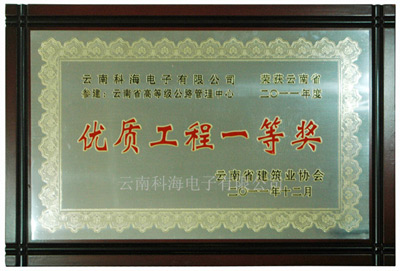 云南科海电子有限公司 荣获云南省
参建：云南省高等级公路管理中心 二〇一一年度
优质工程一等奖
云南科海电子有限公司
云南省建筑业协会
二〇一一年十二月